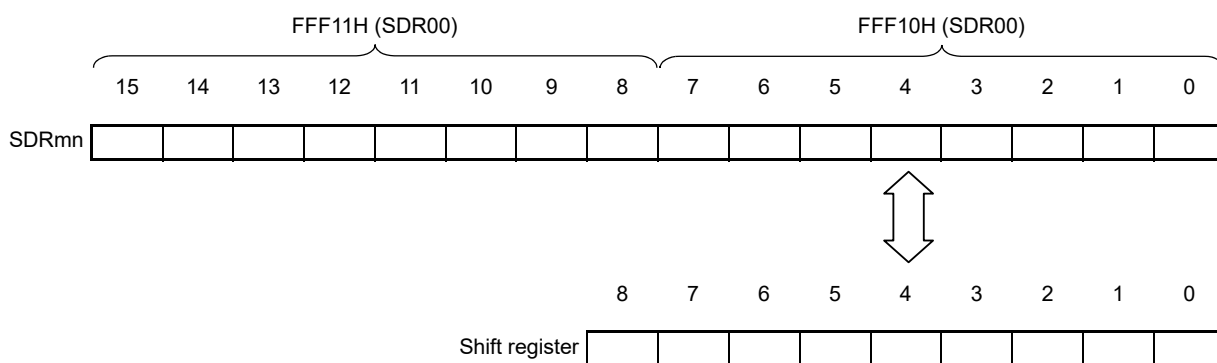 FFF11H (SDR00) FFF10H (SDR00)
15 14 13 12 11 10 9 8 7 6 5 4 3 2 1 0
SDRmn
8 7 6 5 4 3 2 1 0
Shift register